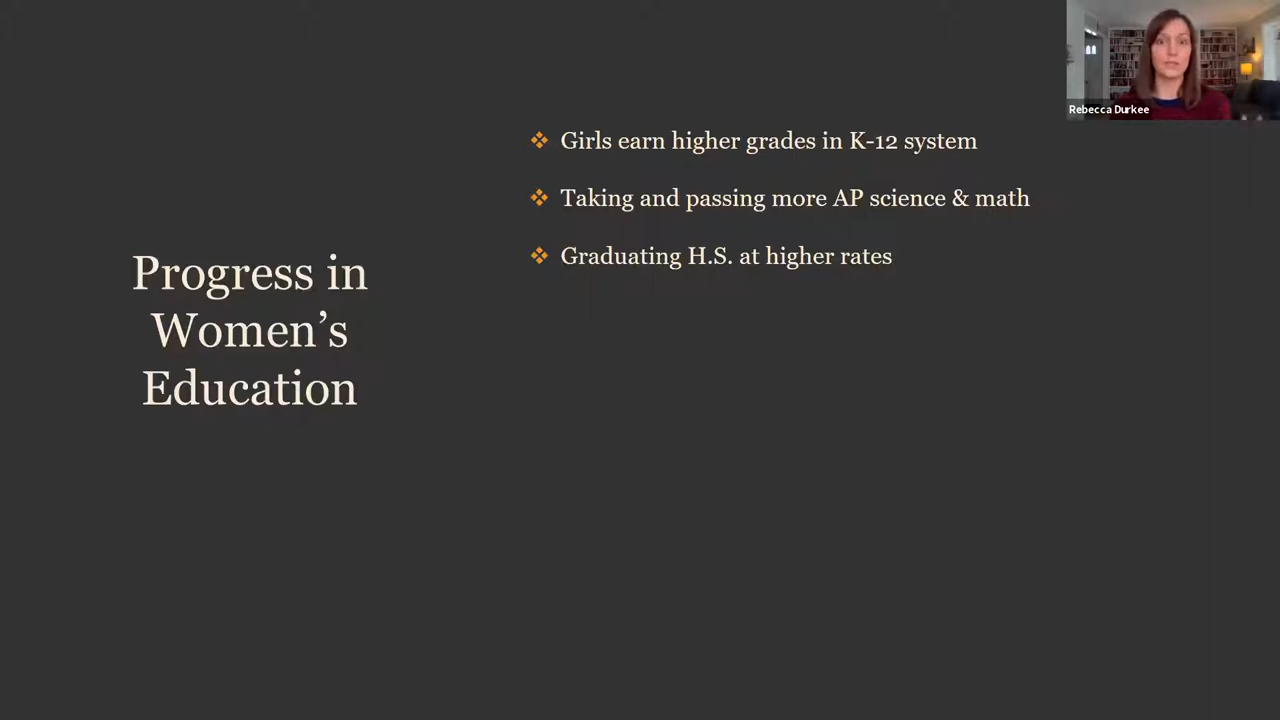 Progress in
Women’s
Education
Girls earn higher grades in K-12 system
Taking and passing more AP science & math
Graduating H.S. at higher rates
Rebecca Durkee